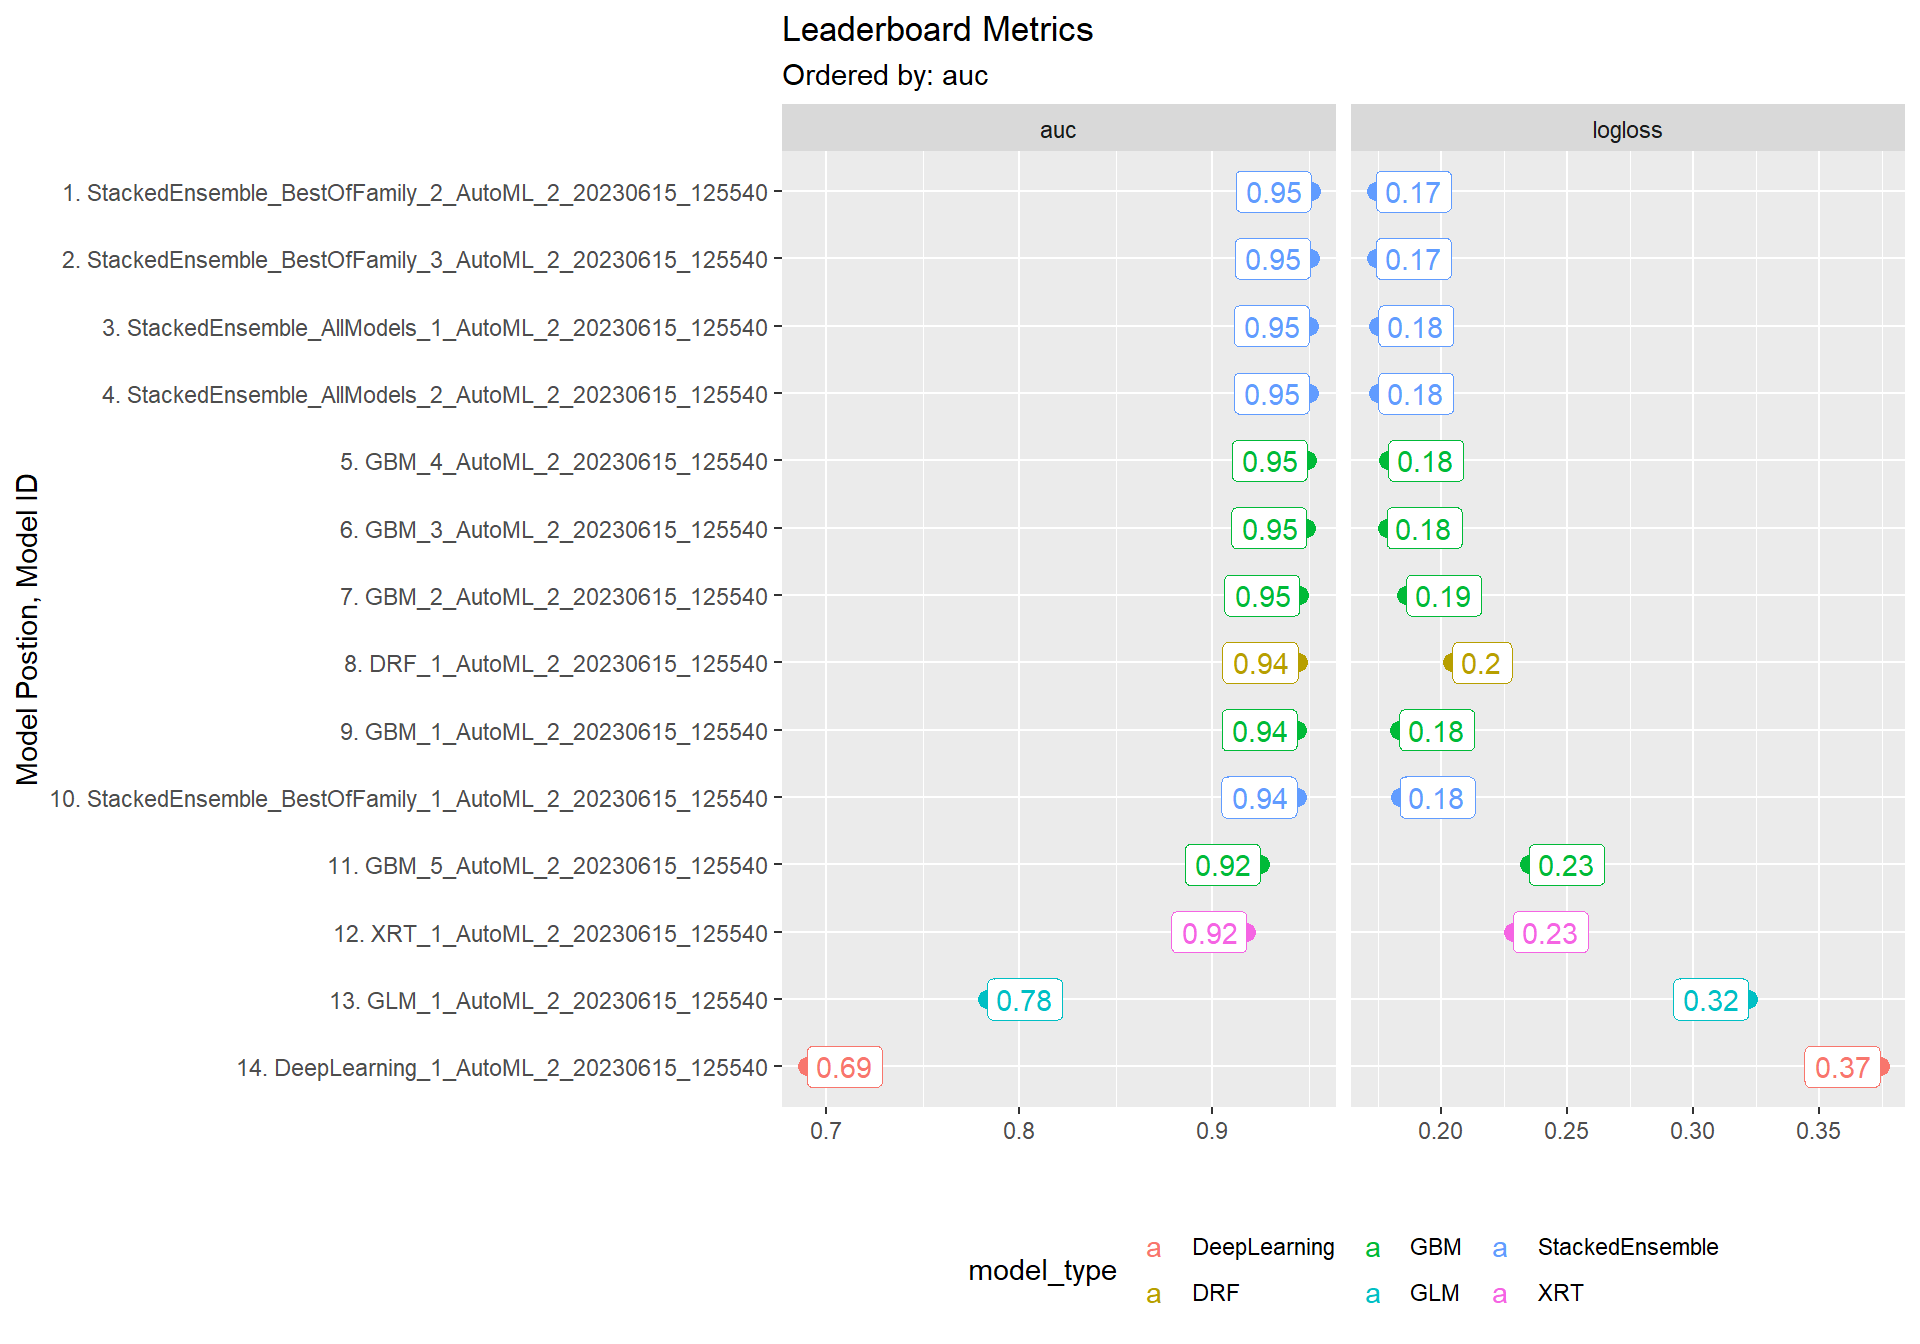 Leaderboard Metrics
Ordered by: auc
auc logloss
1. StackedEnsemble_BestOfFamily_2_AutoML_2_20230615_125540 0.95 0.17
2. StackedEnsemble_BestOfFamily_3_AutoML_2_20230615_125540 0.95 0.17
3. StackedEnsemble_AllModels_1_AutoML_2_20230615_125540 0.95 0.18
4. StackedEnsemble_AllModels_2_AutoML_2_20230615_125540 0.95 0.18
5. GBM_4_AutoML_2_20230615_125540 0.95 0.18
6. GBM_3_AutoML_2_20230615_125540 0.95 0.18
7. GBM_2_AutoML_2_20230615_125540 0.95 0.19
8. DRF_1_AutoML_2_20230615_125540 0.94 0.2
9. GBM_1_AutoML_2_20230615_125540 0.94 0.18
10. StackedEnsemble_BestOfFamily_1_AutoML_2_20230615_125540 0.94 0.18
11. GBM_5_AutoML_2_20230615_125540 0.92 0.23
12. XRT_1_AutoML_2_20230615_125540 0.92 0.23
13. GLM_1_AutoML_2_20230615_125540 0.78 0.32
14. DeepLearning_1_AutoML_2_20230615_125540 0.69 0.37
Model Postion, Model ID
0.7 0.8 0.9 0.20 0.25 0.30 0.35
model_type
a DeepLearning a GBM a StackedEnsemble
a DRF a GLM a XRT